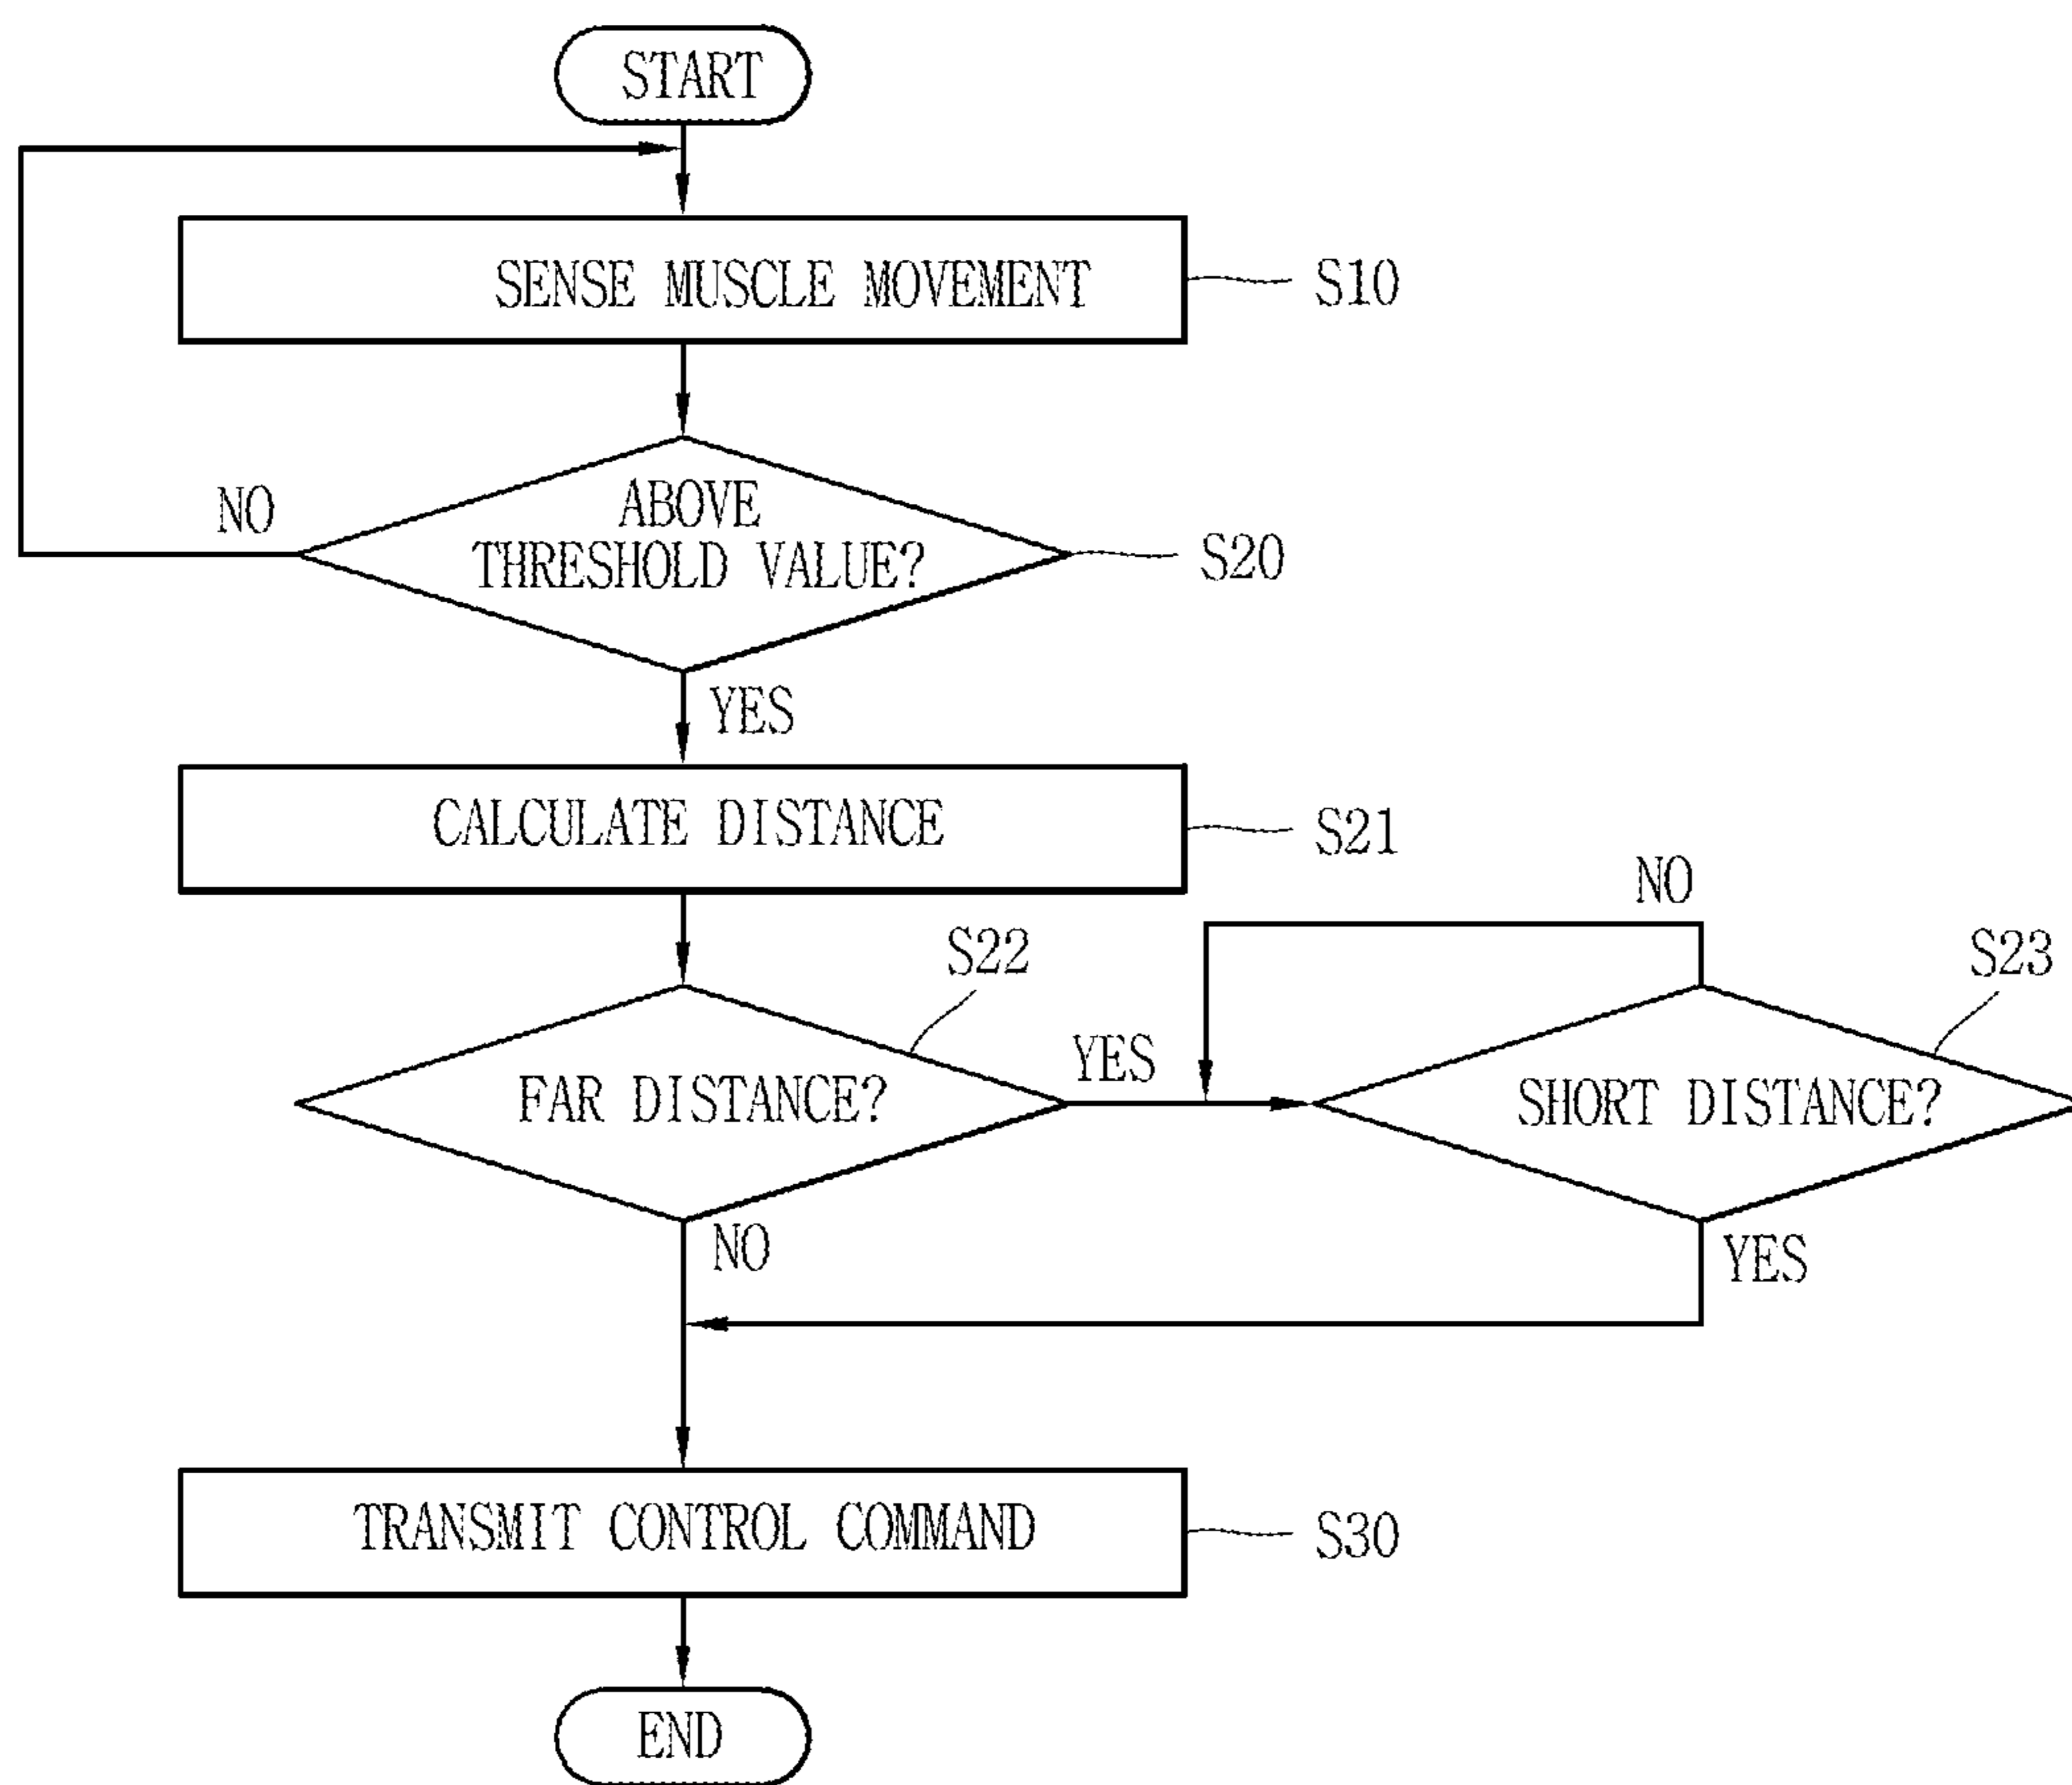 START
SENSE MUSCLE MOVEMENT
S10
NO
ABOVE
THRESHOLD VALUE?
S20
YES
CALCULATE DISTANCE
S21
NO
S22
S23
YES
FAR DISTANCE?
SHORT DISTANCE?
NO
YES
TRANSMIT CONTROL COMMAND
S30
END